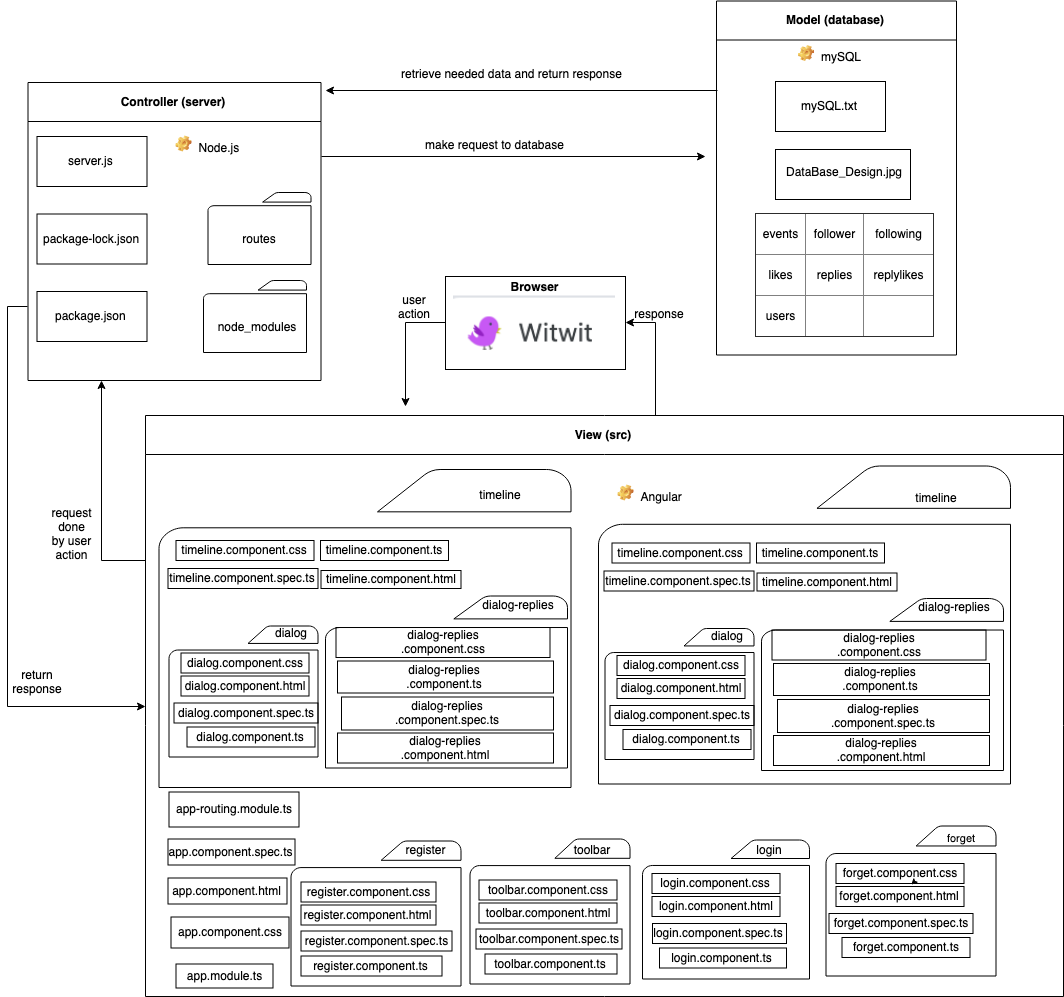 Model (database)
mySQL
mySQL.txt
DataBase_Design.jpg
events
follower
following
likes
replies
replylikes
users
retrieve needed data and return response
make request to database
Controller (server)
server.js
Node.js
package-lock.json
routes
package.json
node_modules
Browser
Witwit
user
action
response
request
done
by user
action
return
response
View (src)
timeline
timeline.component.css
timeline.component.ts
timeline.component.spec.ts
timeline.component.html
dialog
dialog.component.css
dialog.component.html
dialog.component.spec.ts
dialog.component.ts
dialog-replies
dialog-replies
.component.css
dialog-replies
.component.ts
dialog-replies
.component.spec.ts
dialog-replies
.component.html
Angular
timeline
timeline.component.css
timeline.component.ts
timeline.component.spec.ts
timeline.component.html
dialog
dialog.component.css
dialog.component.html
dialog.component.spec.ts
dialog.component.ts
dialog-replies
dialog-replies
.component.css
dialog-replies
.component.ts
dialog-replies
.component.spec.ts
dialog-replies
.component.html
app-routing.module.ts
app.component.spec.ts
app.component.html
app.component.css
app.module.ts
register
register.component.css
register.component.html
register.component.spec.ts
register.component.ts
toolbar
toolbar.component.css
toolbar.component.html
toolbar.component.spec.ts
toolbar.component.ts
login
login.component.css
login.component.html
login.component.spec.ts
login.component.ts
forget
forget.component.css
forget.component.html
forget.component.spec.ts
forget.component.ts